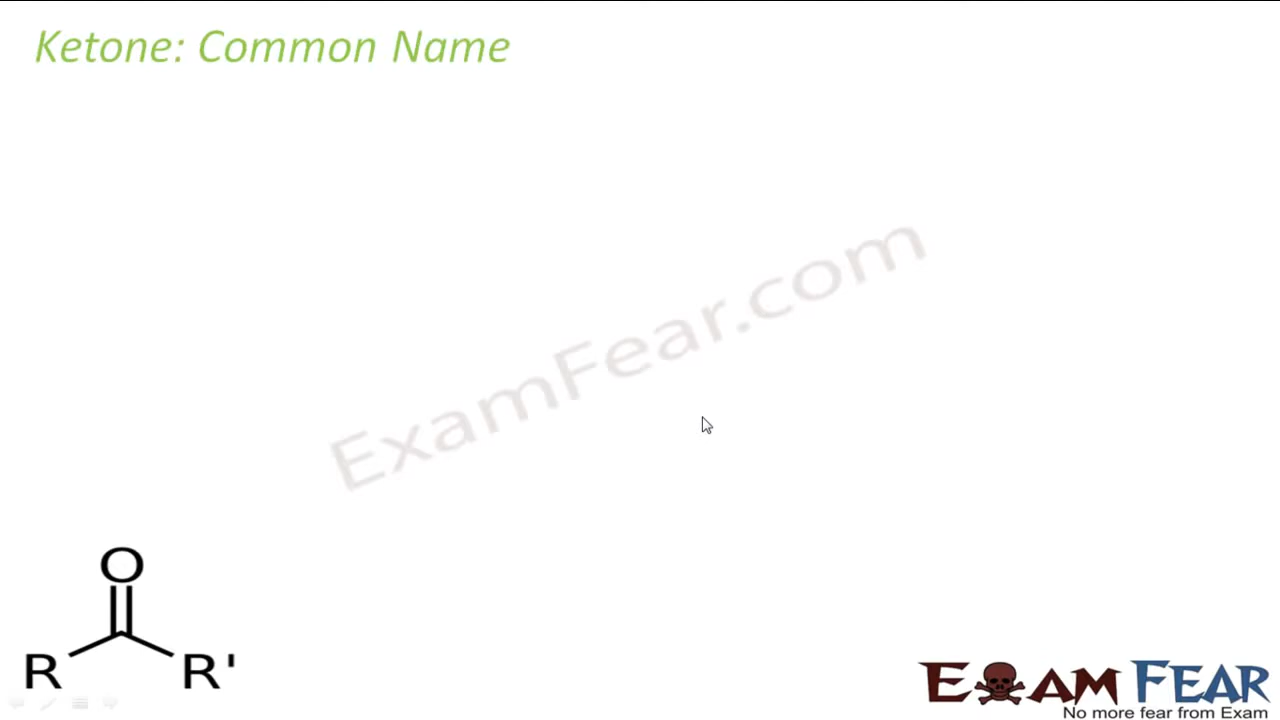 Ketone: Common Name
ExamFear.com
O
R R'
EXAM FEAR
No more fear from Exam